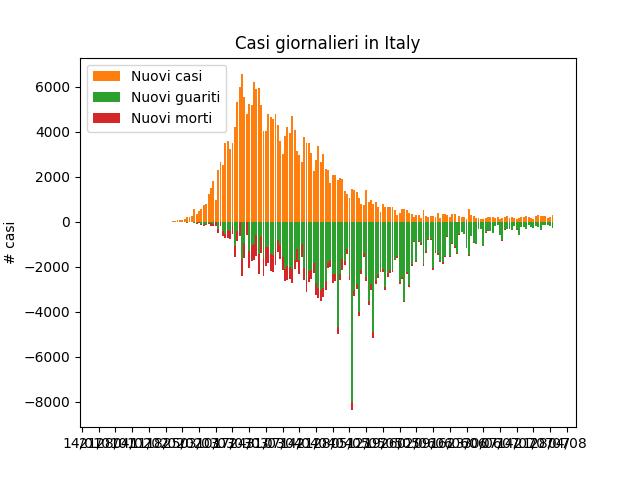 Casi giornalieri in Italy
Nuovi casi
Nuovi guariti
Nuovi morti
# casi
6000
4000
2000
0
−2000
−4000
−6000
−8000